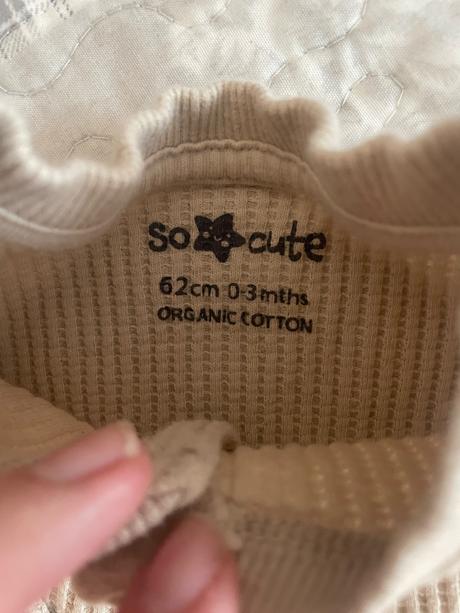 so cute
62cm 0-3mths
ORGANIC COTTON